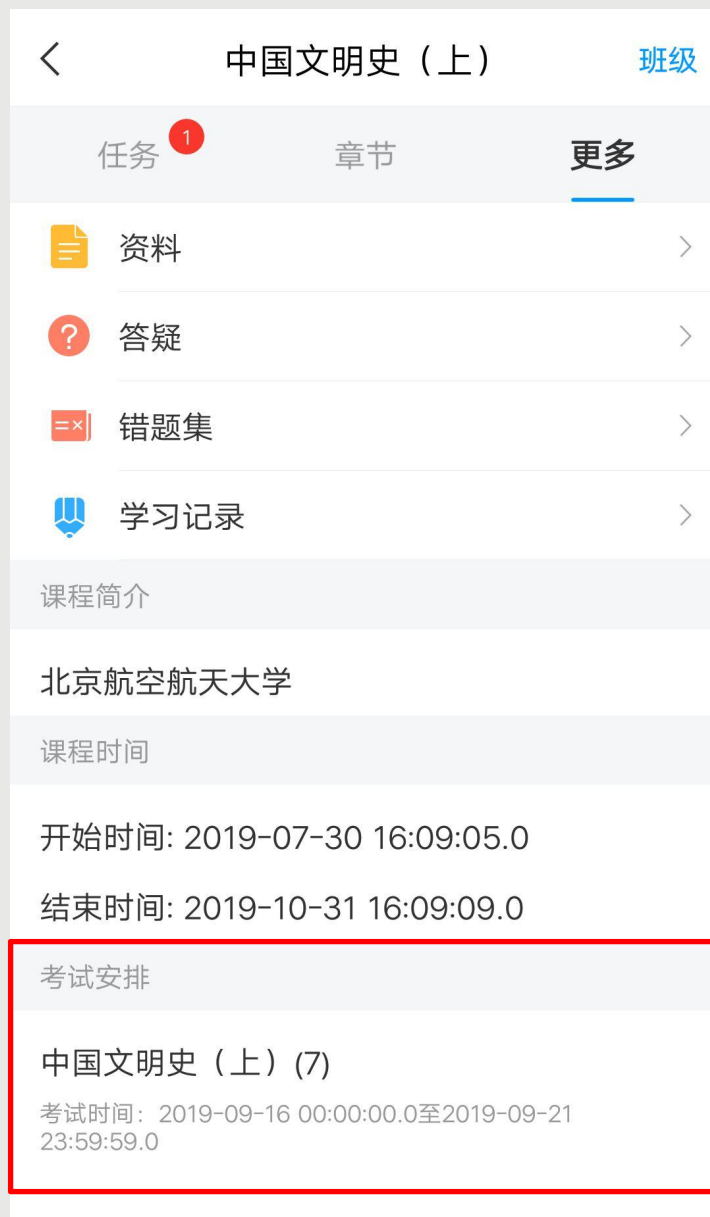 中国文明史（上）
班级
任务
1
章节
更多
资料
?
答疑
=×
错题集
学习记录
课程简介
北京航空航天大学
课程时间
开始时间: 2019-07-30 16:09:05.0
结束时间: 2019-10-31 16:09:09.0
考试安排
中国文明史（上）(7)
考试时间：2019-09-16 00:00:00.0至2019-09-21
23:59:59.0